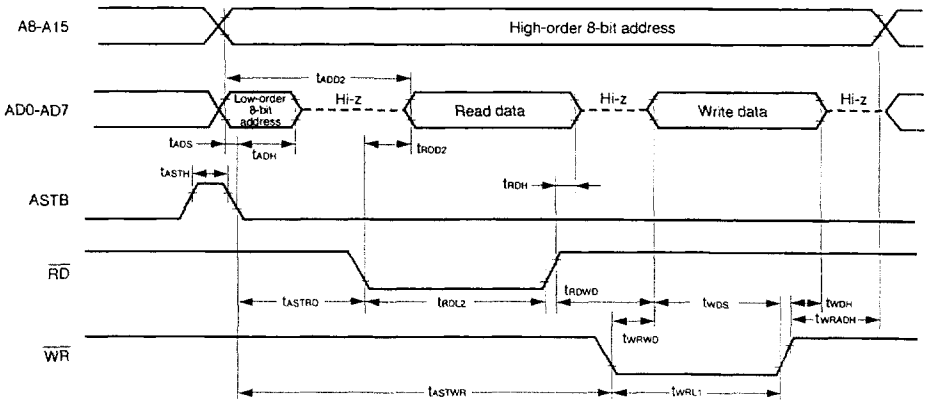 A8-A15
High-order 8-bit address
tADD2
AD0-AD7
Low-order
8-bit
address
Hi-z
Read data
Hi-z
Write data
Hi-z
tADS
tADH
tRDD2
tASTH
tRDH
ASTB
RD
tASTRD
tRDL2
tRDWD
tWDS
tWDH
tWRWD
tWRADH
WR
tASTWR
tWRL1